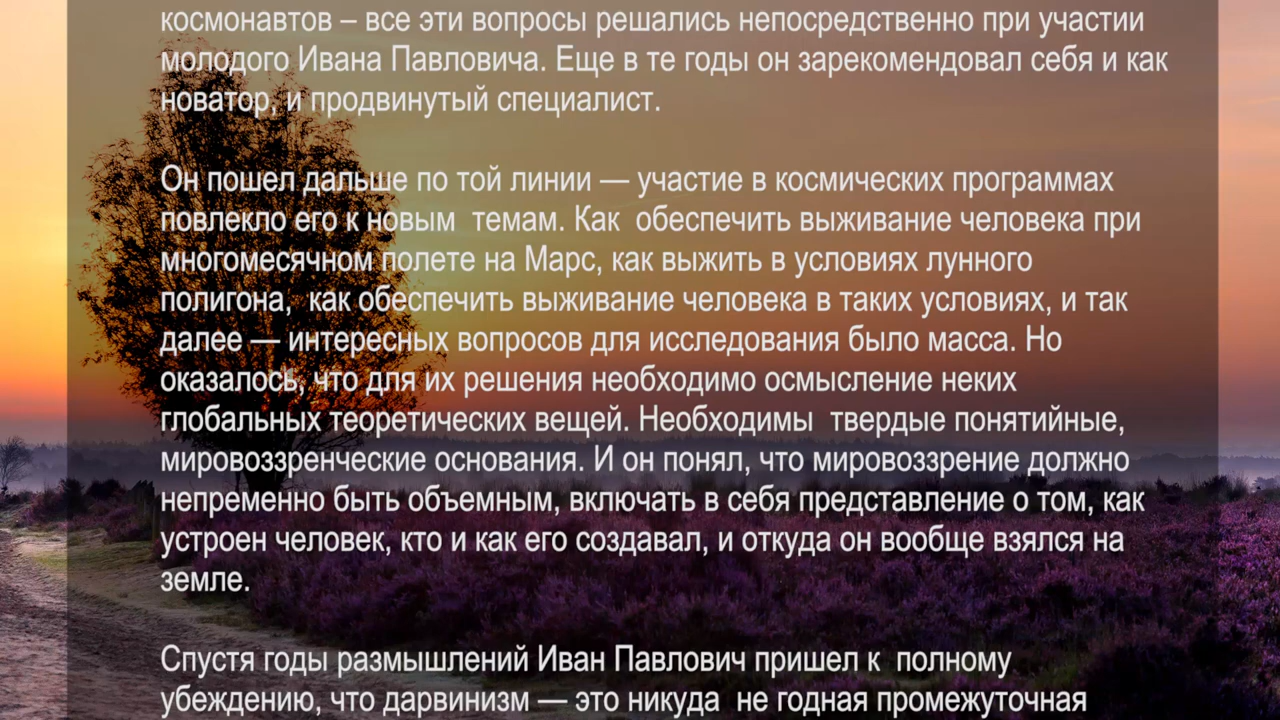 космонавтов – все эти вопросы решались непосредственно при участии
молодого Ивана Павловича. Еще в те годы он зарекомендовал себя и как
новатор, и продвинутый специалист.
Он пошел дальше по той линии — участие в космических программах
повлекло его к новым  темам. Как  обеспечить выживание человека при
многомесячном полете на Марс, как выжить в условиях лунного
полигона,  как обеспечить выживание человека в таких условиях, и так
далее — интересных вопросов для исследования было масса. Но
оказалось, что для их решения необходимо осмысление неких
глобальных теоретических вещей. Необходимы  твердые понятийные,
мировоззренческие основания. И он понял, что мировоззрение должно
непременно быть объемным, включать в себя представление о том, как
устроен человек, кто и как его создавал, и откуда он вообще взялся на
земле.
Спустя годы размышлений Иван Павлович пришел к  полному
убеждению, что дарвинизм — это никуда  не годная промежуточная